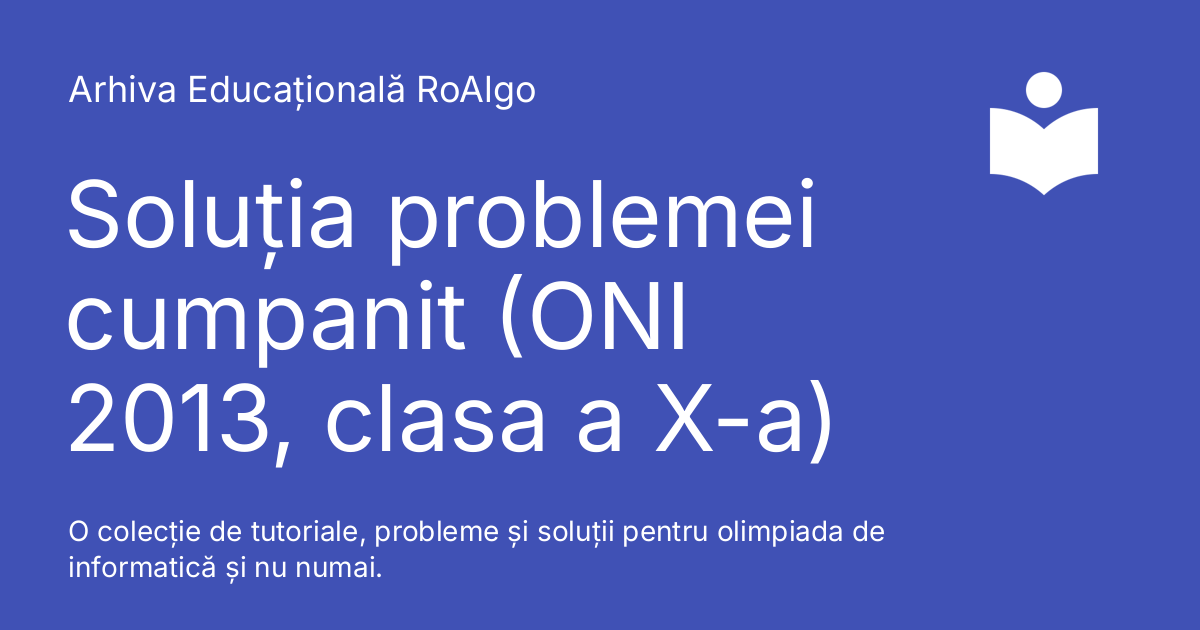 Arhiva Educațională RoAlgo
Soluția problemei
cumpanit (ONI
2013, clasa a X-a)
O colecție de tutoriale, probleme și soluții pentru olimpiada de
informatică și nu numai.